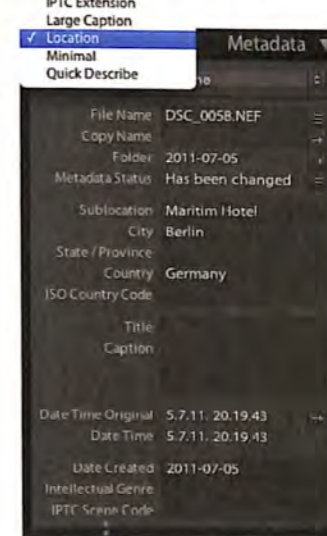 IPTC Extension
Large Caption
✓ Location
Minimal
Quick Describe
Metadata
File Name DSC_0058.NEF
Copy Name
Folder 2011-07-05
Metadata Status Has been changed
Sublocation Maritim Hotel
City Berlin
State / Province
Country Germany
ISO Country Code
Title
Caption
Date Time Original 5.7.11. 20.19.43
Date Time 5.7.11. 20.19.43
Date Created 2011-07-05
Intellectual Genre
IPTC Scene Code